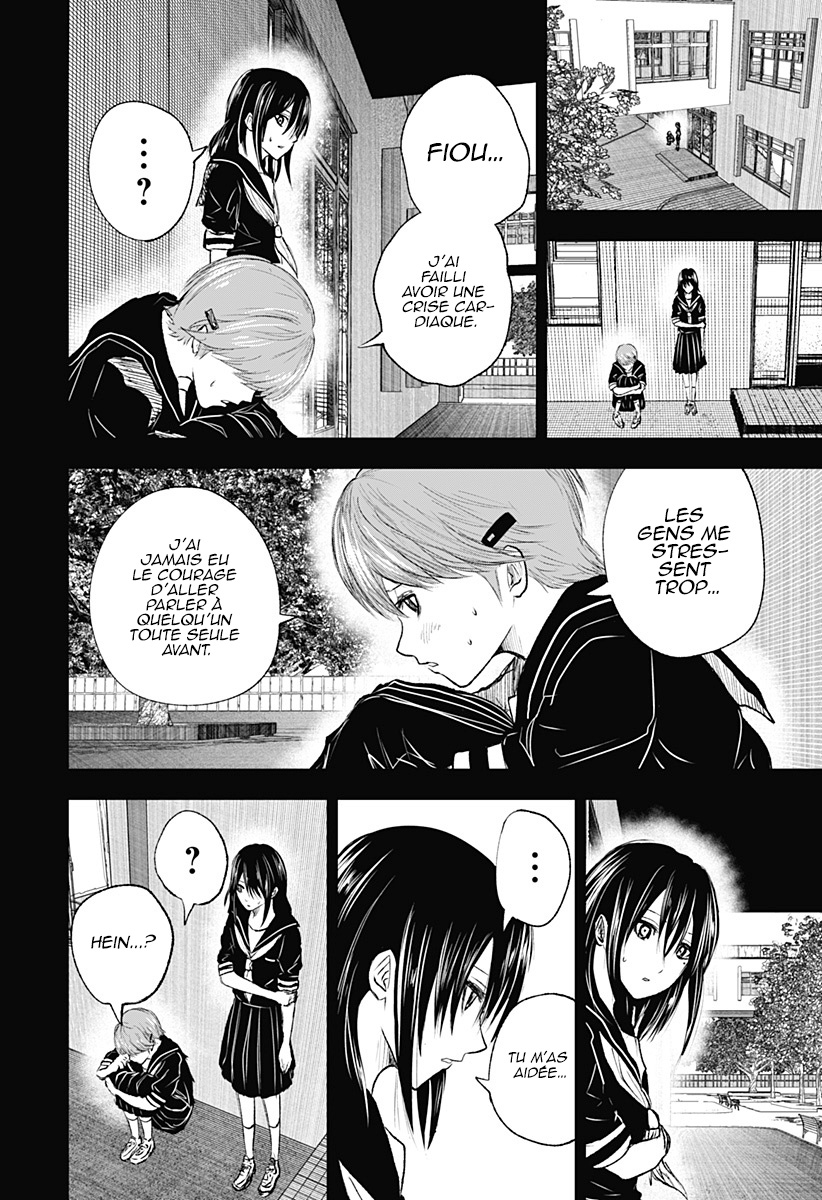 FIOU...
J'AI
FAILLI
AVOIR UNE
CRISE CAR-
DIAQUE.
...
?
LES
GENS ME
STRES-
SENT
TROP...
J'AI
JAMAIS EU
LE COURAGE
D'ALLER
PARLER À
QUELQU'UN
TOUTE SEULE
AVANT.
...
TU M'AS
AIDÉE...
?
HEIN...?